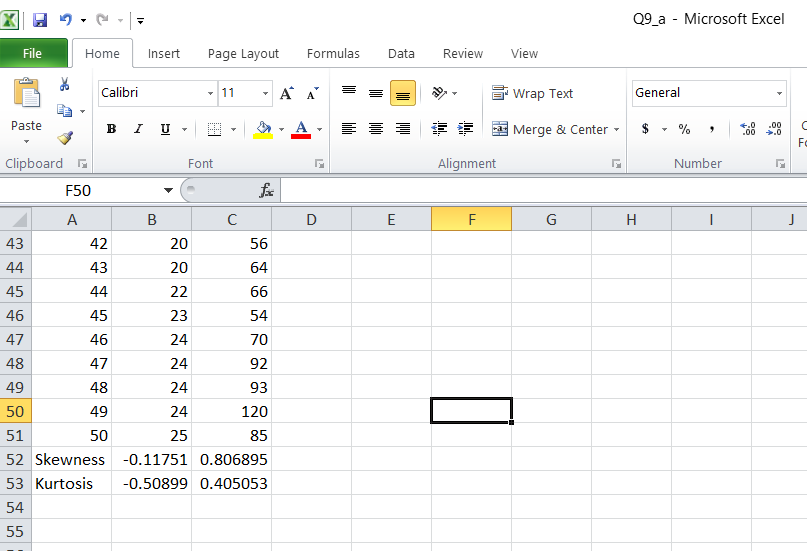 Q9_a - Microsoft Excel
File Home Insert Page Layout Formulas Data Review View
Calibri 11 Wrap Text General
Paste B I U A Merge & Center $ % ,
Clipboard Font Alignment Number
F50 fx
A B C D E F G H I J
43 42 20 56
44 43 20 64
45 44 22 66
46 45 23 54
47 46 24 70
48 47 24 92
49 48 24 93
50 49 24 120
51 50 25 85
52 Skewness -0.11751 0.806895
53 Kurtosis -0.50899 0.405053
54
55